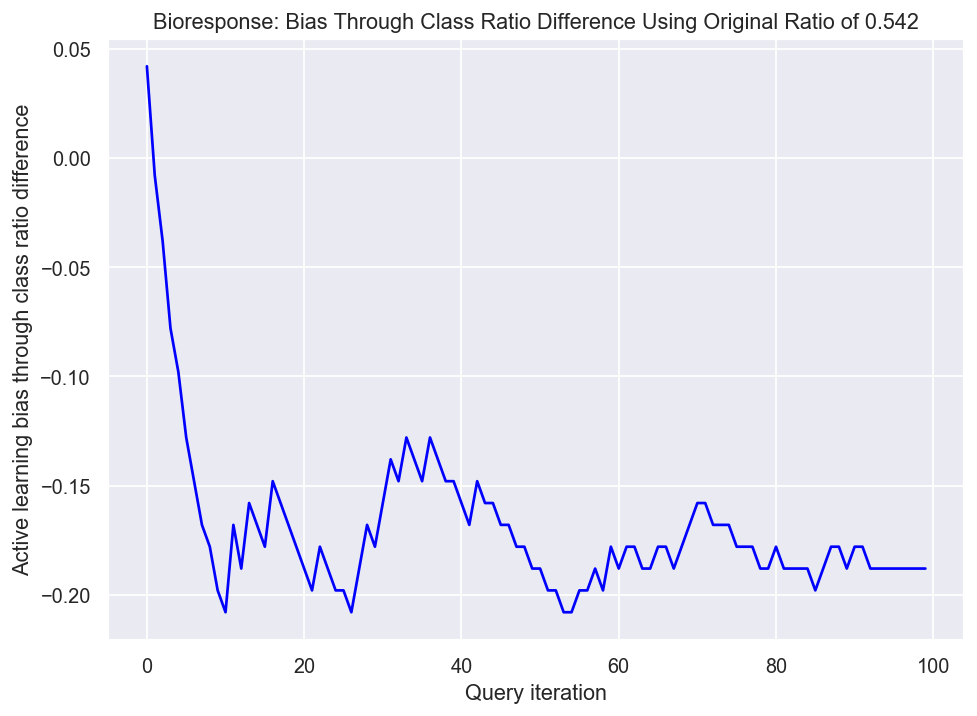 Bioresponse: Bias Through Class Ratio Difference Using Original Ratio of 0.542
Active learning bias through class ratio difference
0.05
0.00
−0.05
−0.10
−0.15
−0.20
0 20 40 60 80 100
Query iteration